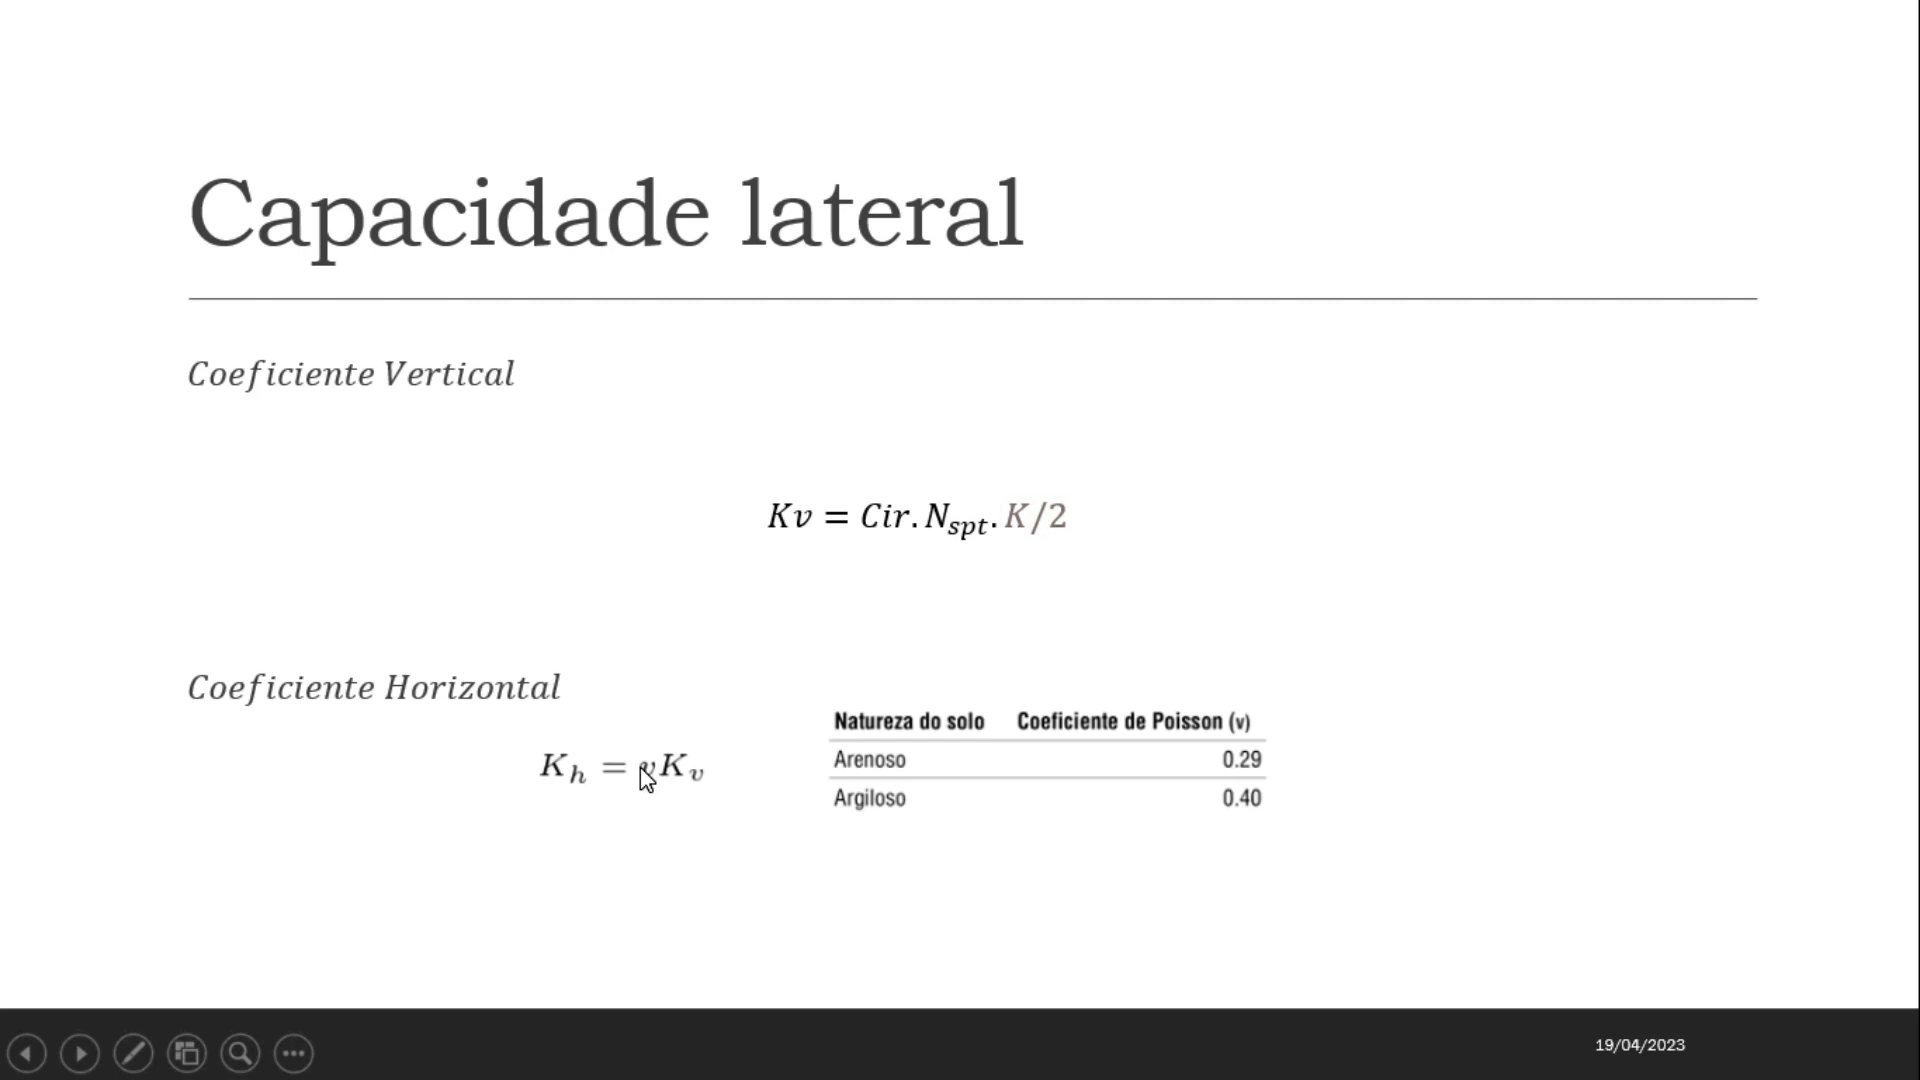 Capacidade lateral
Coeficiente Vertical
Kv = Cir. N_spt. K/2
Coeficiente Horizontal
Natureza do solo Coeficiente de Poisson (v)
K_h = vK_v
Arenoso 0.29
Argiloso 0.40
19/04/2023